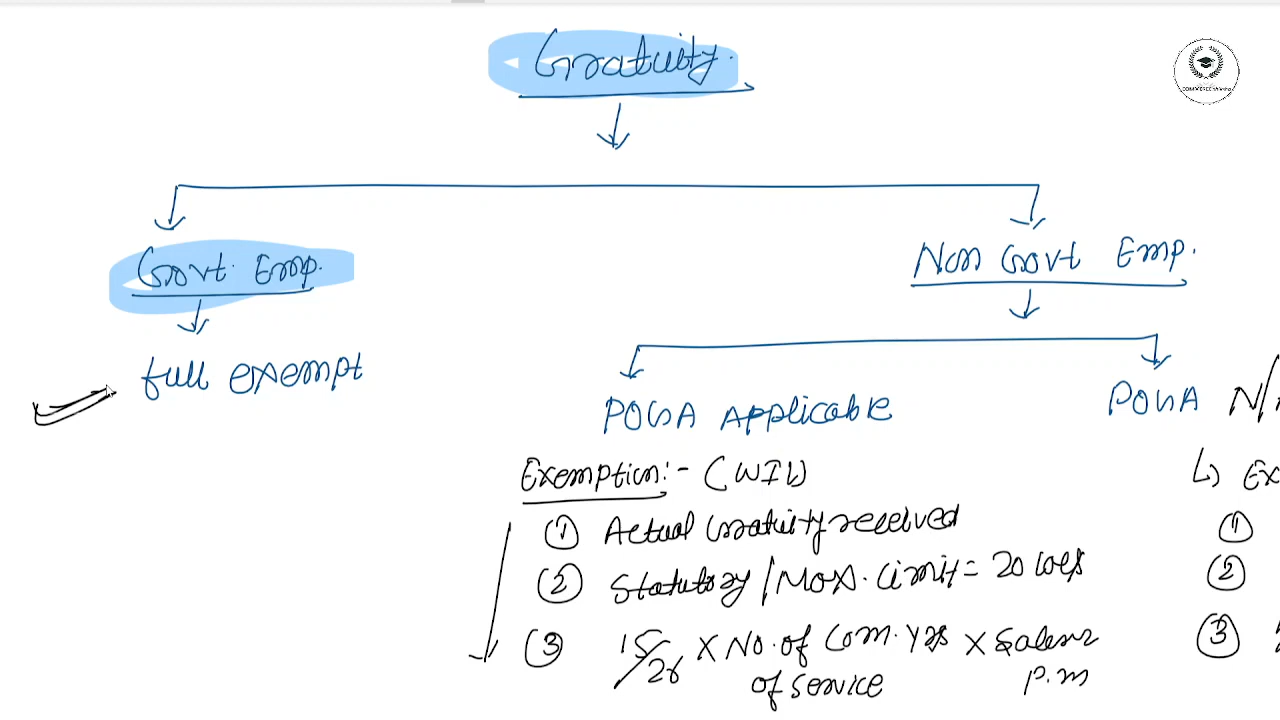 Gratuity.
Govt. Emp.
Non Govt Emp.
full exempt
POGA Applicable
POGA N/A
Exemption:- (WIL)
① Actual Gratuity received
② Statutory/Max. limit = 20 lacs
③ 15/26 X No. of Com. Yrs of service X Salary p.m
↳ Ex
①
②
③